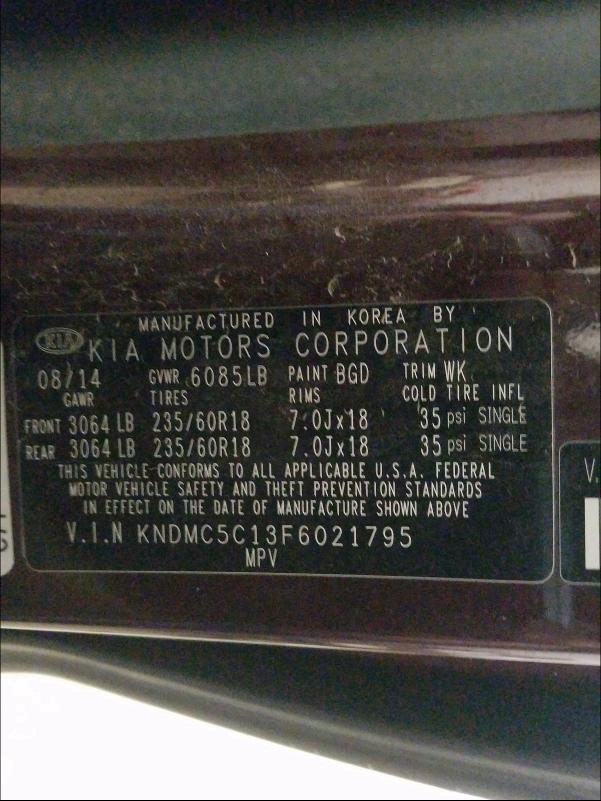 MANUFACTURED IN KOREA BY
KIA KIA MOTORS CORPORATION
08/14 GVWR 6085LB PAINT BGD TRIM WK
GAWR TIRES RIMS COLD TIRE INFL
FRONT 3064 LB 235/60R18 7.0Jx18 35 psi SINGLE
REAR 3064 LB 235/60R18 7.0Jx18 35 psi SINGLE
THIS VEHICLE CONFORMS TO ALL APPLICABLE U.S.A. FEDERAL
MOTOR VEHICLE SAFETY AND THEFT PREVENTION STANDARDS
IN EFFECT ON THE DATE OF MANUFACTURE SHOWN ABOVE
V.I.N KNDMC5C13F6021795
MPV
V.